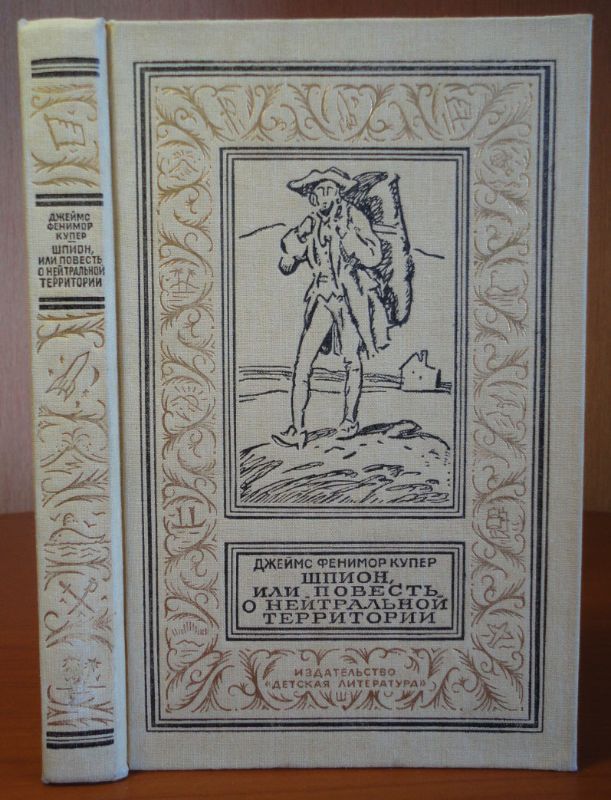 ДЖЕЙМС
ФЕНИМОР
КУПЕР
ШПИОН,
ИЛИ ПОВЕСТЬ
О НЕЙТРАЛЬНОЙ
ТЕРРИТОРИИ
ДЖЕЙМС ФЕНИМОР КУПЕР
ШПИОН,
ИЛИ ПОВЕСТЬ
О НЕЙТРАЛЬНОЙ
ТЕРРИТОРИИ
ИЗДАТЕЛЬСТВО
«ДЕТСКАЯ ЛИТЕРАТУРА»